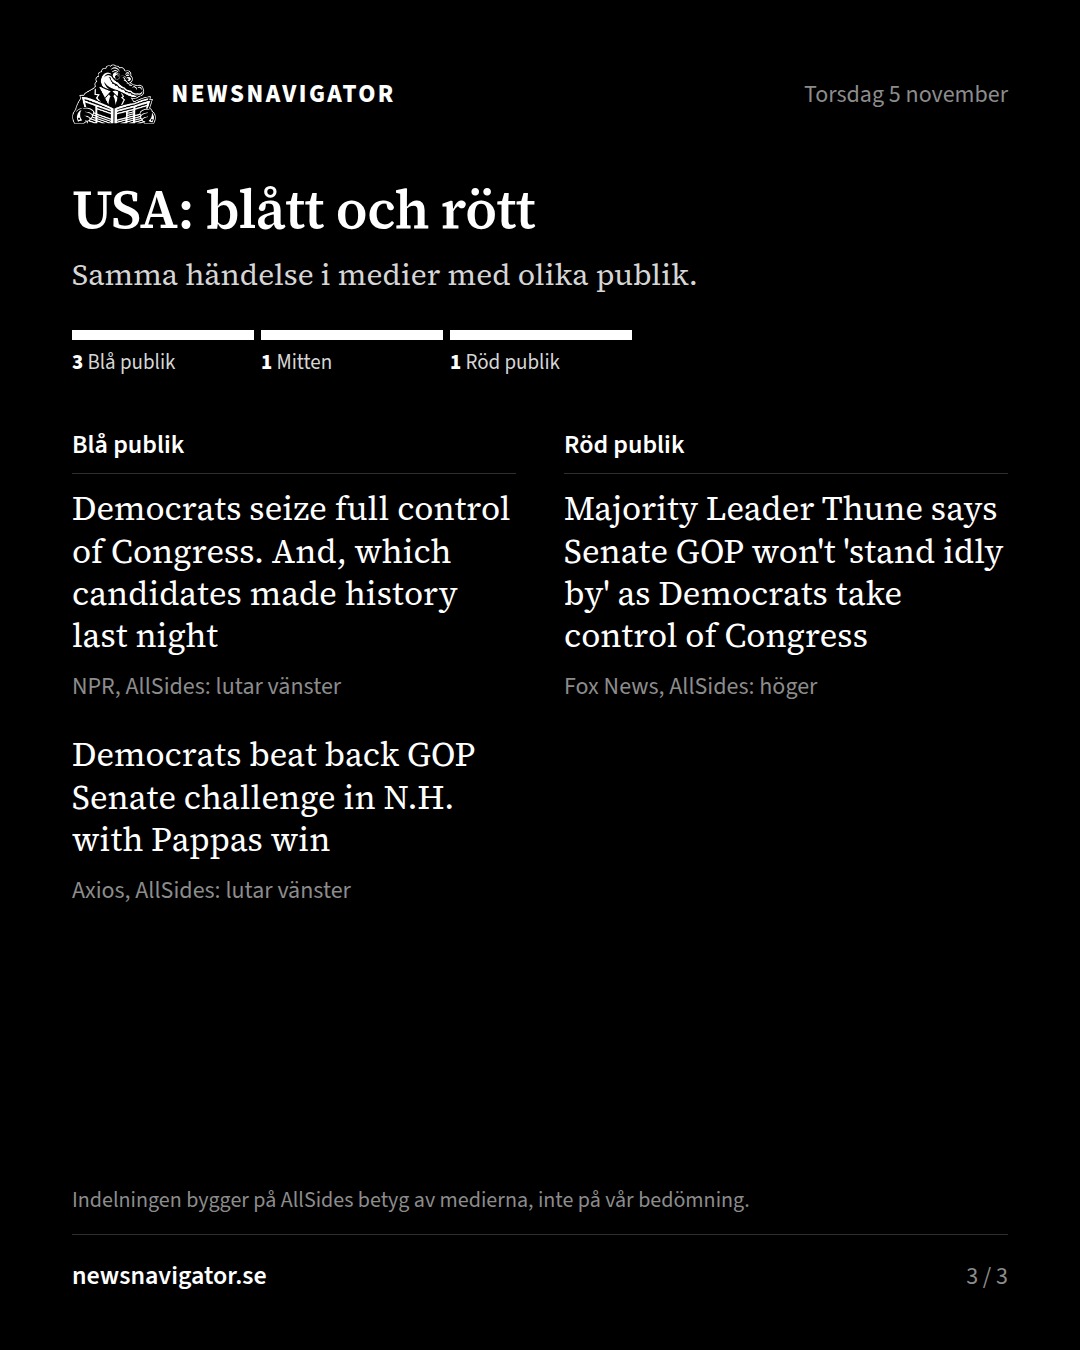 NEWSNAVIGATOR
Torsdag 5 november
USA: blått och rött
Samma händelse i medier med olika publik.
3 Blå publik
1 Mitten
1 Röd publik
Blå publik
Democrats seize full control
of Congress. And, which
candidates made history
last night
NPR, AllSides: lutar vänster
Democrats beat back GOP
Senate challenge in N.H.
with Pappas win
Axios, AllSides: lutar vänster
Röd publik
Majority Leader Thune says
Senate GOP won't 'stand idly
by' as Democrats take
control of Congress
Fox News, AllSides: höger
Indelningen bygger på AllSides betyg av medierna, inte på vår bedömning.
newsnavigator.se
3 / 3